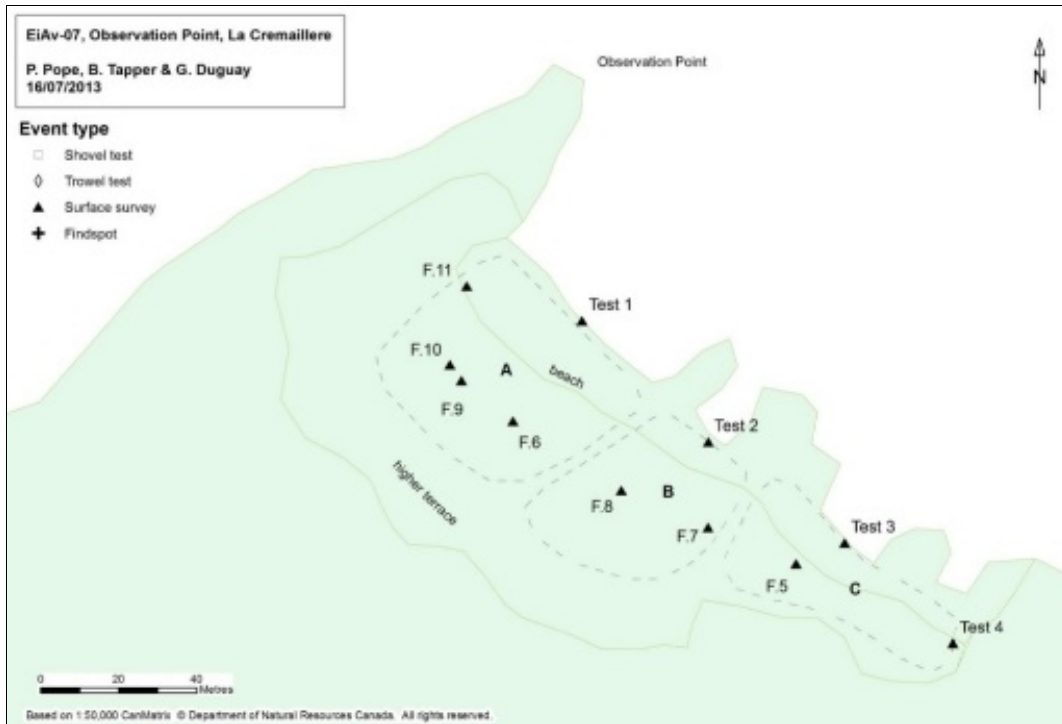 EiAv-07, Observation Point, La Cremaillere
P. Pope, B. Tapper & G. Duguay
16/07/2013
Observation Point
N
Event type
Shovel test
Trowel test
Surface survey
Findspot
F.11
Test 1
F.10
A
beach
F.9
F.6
Test 2
higher terrace
F.8
B
F.7
Test 3
F.5
C
Test 4
0 20 40
Metres
Based on 1:50,000 CanMatrix © Department of Natural Resources Canada. All rights reserved.